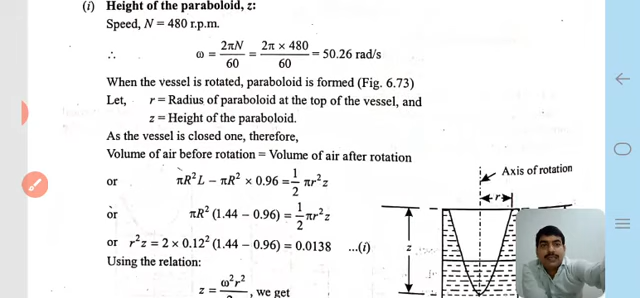 (i) Height of the paraboloid, z:
Speed, N = 480 r.p.m.
∴ ω = 2πN/60 = 2π × 480/60 = 50.26 rad/s
When the vessel is rotated, paraboloid is formed (Fig. 6.73)
Let, r = Radius of paraboloid at the top of the vessel, and
z = Height of the paraboloid.
As the vessel is closed one, therefore,
Volume of air before rotation = Volume of air after rotation
or πR²L − πR² × 0.96 = 1/2 πr²z
or πR² (1.44 − 0.96) = 1/2 πr²z
or r²z = 2 × 0.12² (1.44 − 0.96) = 0.0138 ...(i)
Using the relation:
z = ω²r²/, we get
Axis of rotation
r
z